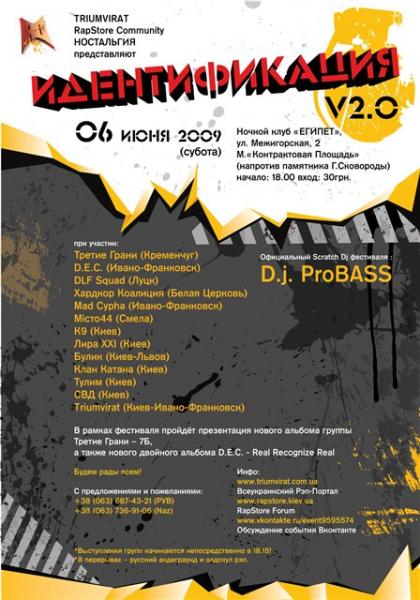 TRIUMVIRAT
RapStore Community
НОСТАЛЬГИЯ
представляют
ИДЕНТИФИКАЦИЯ
V2.0
06 июня 2009
(субота)
Ночной клуб «ЕГИПЕТ»,
ул. Межигорская, 2
М.«Контрактовая Площадь»
(напротив памятника Г.Сковороды)
начало: 18.00 вход: 30грн.
при участии:
Третие Грани (Кременчуг)
D.E.C. (Ивано-Франковск)
DLF Squad (Луцк)
Хардкор Коалиция (Белая Церковь)
Mad Cypha (Ивано-Франковск)
Місто44 (Смела)
К9 (Киев)
Лира XXI (Киев)
Булик (Киев-Львов)
Клан Катана (Киев)
Тулим (Киев)
СВД (Киев)
Triumvirat (Киев-Ивано-Франковск)
Официальный Scratch Dj фестиваля :
D.j. ProBASS
В рамках фестиваля пройдёт презентация нового альбома группы
Третие Грани – 7Б,
а также нового двойного альбома D.E.C. - Real Recognize Real
Будем рады псем!
С предложениями и пожеланиями:
+38 (063) 687-43-21 (РУВ)
+38 (063) 736-91-06 (Naz)
Инфо:
www.triumvirat.com.ua
Всеукраинский Рэп-Портал
www.rapstore.kiev.ua
RapStore Forum
www.vkontakte.ru/event9595574
Обсуждение события Вконтакте
*Выступления групп начинаются непосредственно в 18.15!
*В перерывах – русский андеграунд и олдскул рэп.